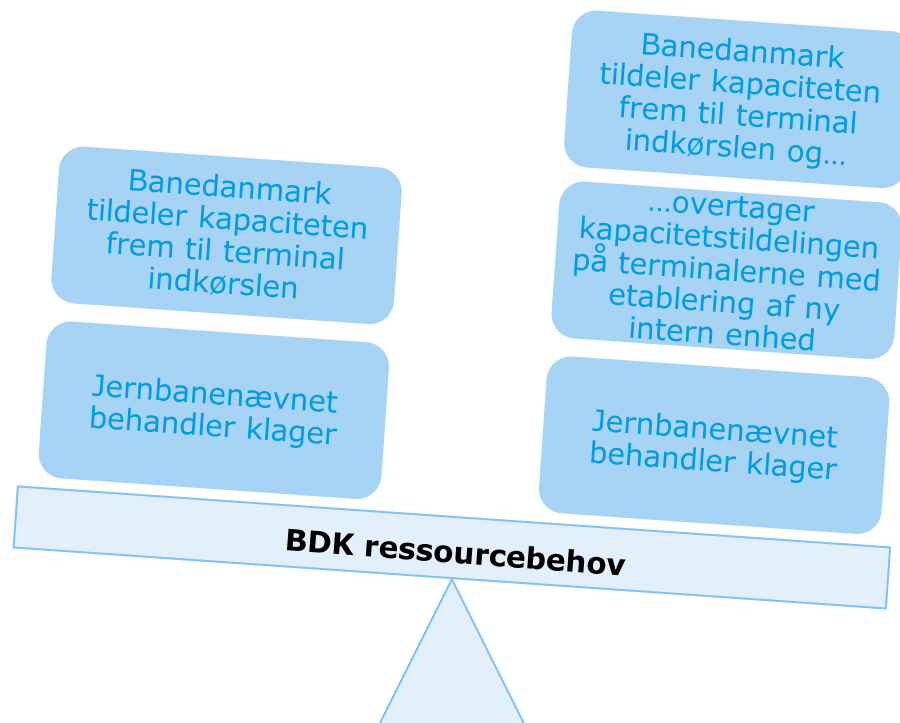 Banedanmark
tildeler kapaciteten
frem til terminal
indkørslen
Jernbanenævnet
behandler klager
Banedanmark
tildeler kapaciteten
frem til terminal
indkørslen og…
…overtager
kapacitetstildelingen
på terminalerne med
etablering af ny
intern enhed
Jernbanenævnet
behandler klager
BDK ressourcebehov